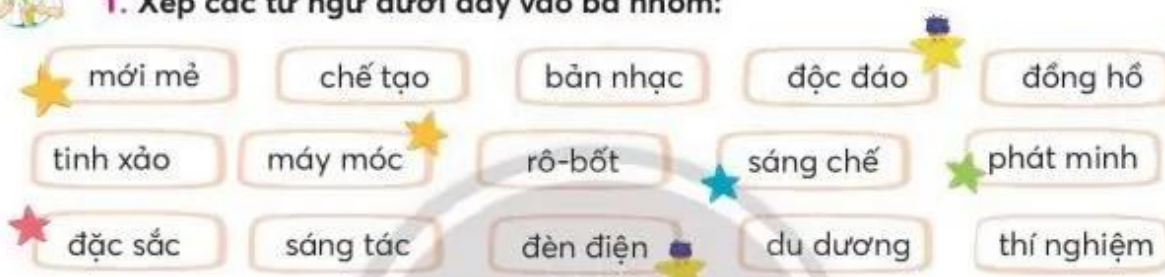 1. Xếp các từ ngữ dưới đây vào ba nhóm:
mới mẻ chế tạo bản nhạc độc đáo đồng hồ
tinh xảo máy móc rô-bốt sáng chế phát minh
đặc sắc sáng tác đèn điện du dương thí nghiệm